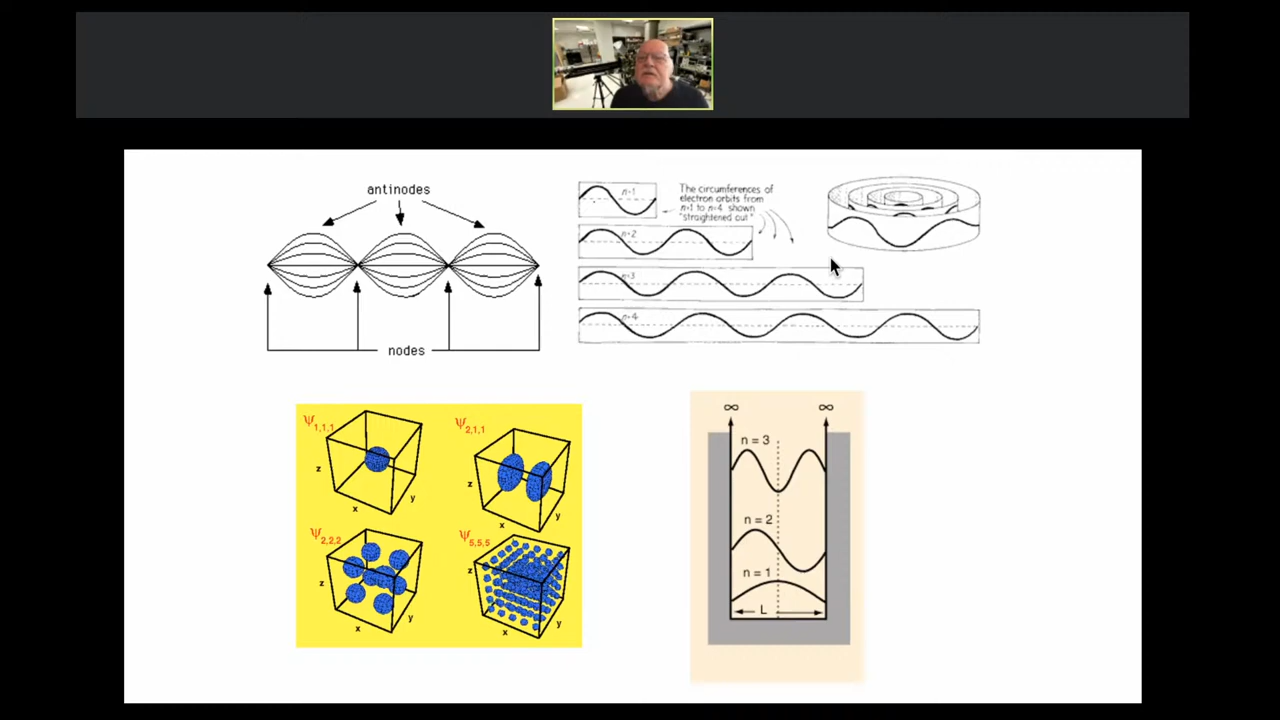 antinodes
nodes
n=1
n=2
n=3
n=4
The circumferences of
electron orbits from
n=1 to n=4 shown
"straightened out"
Ψ1,1,1
z
x
y
Ψ2,1,1
z
x
y
Ψ2,2,2
z
x
y
Ψ5,5,5
z
x
y
∞ ∞
n = 3
n = 2
n = 1
L